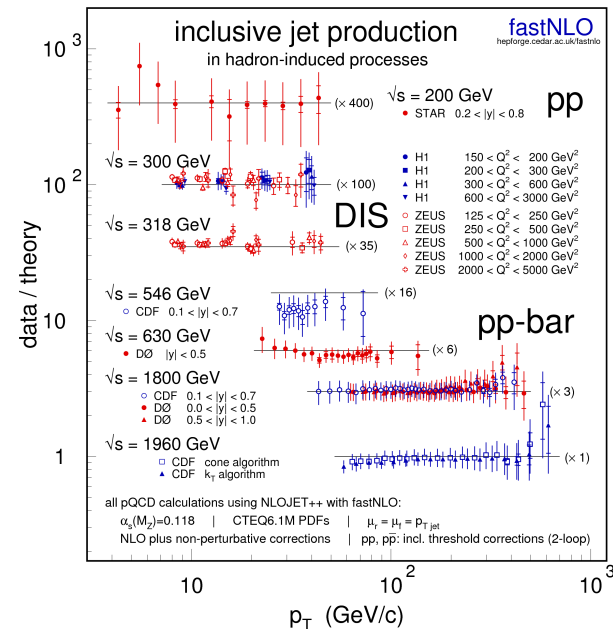 inclusive jet production
in hadron-induced processes
fastNLO
hepforge.cedar.ac.uk/fastnlo
(× 400)
√s = 200 GeV
pp
STAR 0.2 < |y| < 0.8
√s = 300 GeV
(× 100)
DIS
H1 150 < Q² < 200 GeV²
H1 200 < Q² < 300 GeV²
H1 300 < Q² < 600 GeV²
H1 600 < Q² < 3000 GeV²
ZEUS 125 < Q² < 250 GeV²
ZEUS 250 < Q² < 500 GeV²
ZEUS 500 < Q² < 1000 GeV²
ZEUS 1000 < Q² < 2000 GeV²
ZEUS 2000 < Q² < 5000 GeV²
√s = 318 GeV
(× 35)
√s = 546 GeV
CDF 0.1 < |y| < 0.7
(× 16)
pp-bar
√s = 630 GeV
DØ |y| < 0.5
(× 6)
√s = 1800 GeV
CDF 0.1 < |y| < 0.7
DØ 0.0 < |y| < 0.5
DØ 0.5 < |y| < 1.0
(× 3)
√s = 1960 GeV
CDF cone algorithm
CDF k_T algorithm
(× 1)
all pQCD calculations using NLOJET++ with fastNLO:
α_s(M_Z)=0.118 | CTEQ6.1M PDFs | μ_r = μ_f = p_T jet
NLO plus non-perturbative corrections | pp, pp̅: incl. threshold corrections (2-loop)
data / theory
10³
10²
10
1
10
10²
10³
p_T (GeV/c)